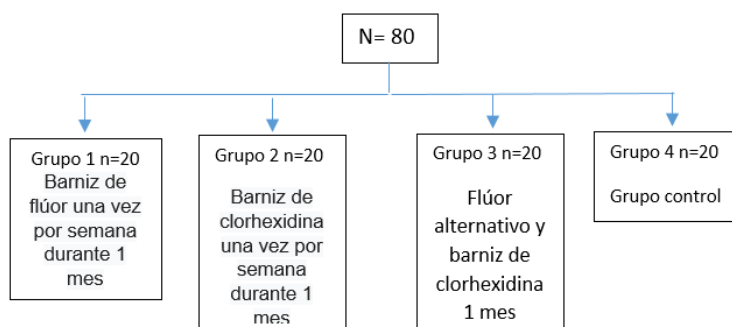 N= 80
Grupo 1 n=20
Barniz de
flúor una vez
por semana
durante 1
mes
Grupo 2 n=20
Barniz de
clorhexidina
una vez por
semana
durante 1
mes
Grupo 3 n=20
Flúor
alternativo y
barniz de
clorhexidina
1 mes
Grupo 4 n=20
Grupo control